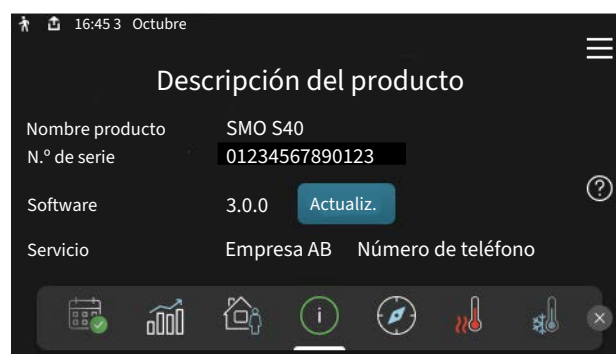 16:45 3 Octubre
Descripción del producto
Nombre producto SMO S40
N.º de serie 01234567890123
Software 3.0.0 Actualiz.
Servicio Empresa AB Número de teléfono